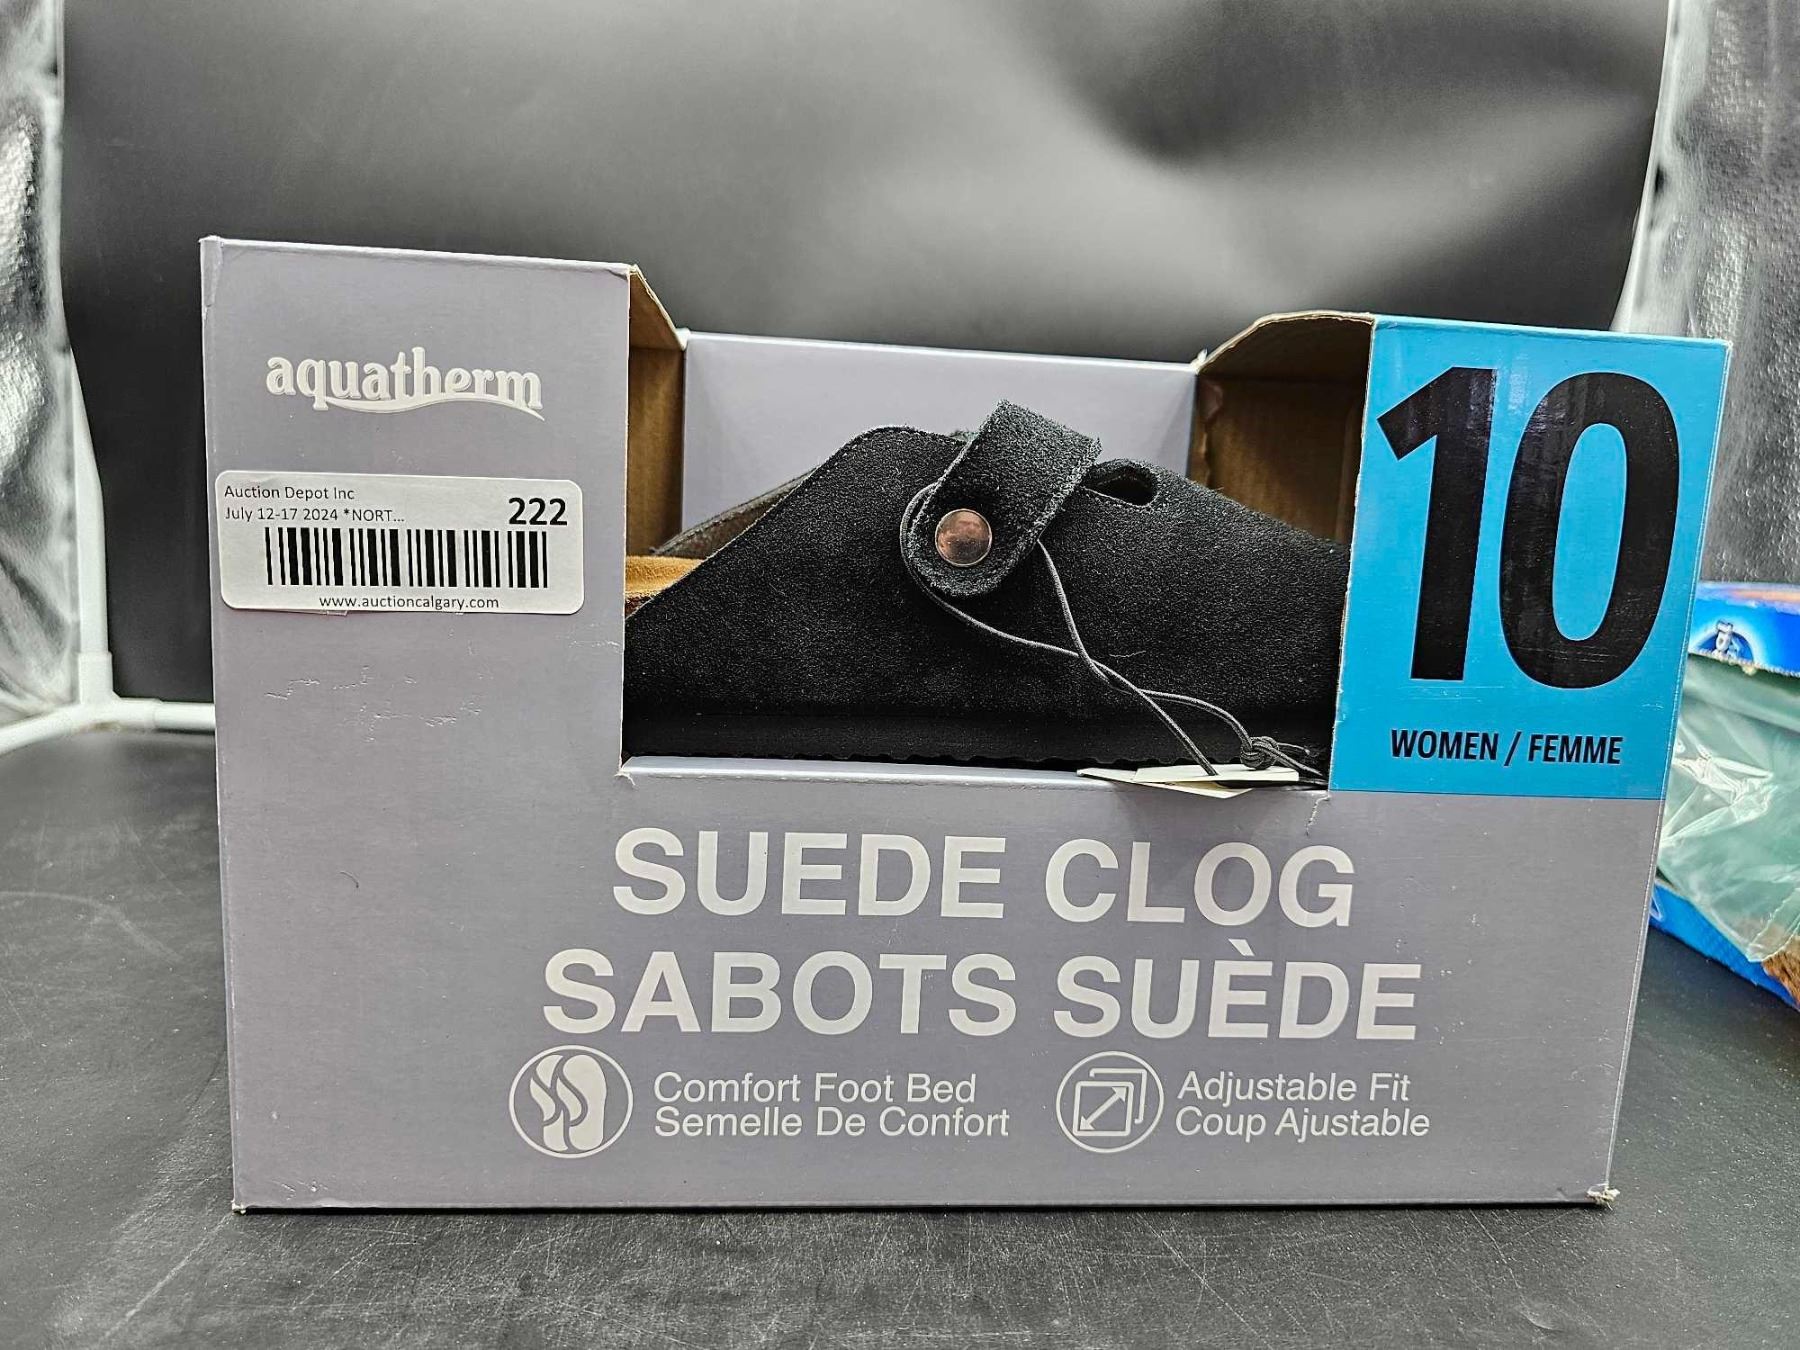 aquatherm
Auction Depot Inc
July 12-17 2024 *NORT...
222
www.auctioncalgary.com
10
WOMEN / FEMME
SUEDE CLOG
SABOTS SUÈDE
Comfort Foot Bed
Semelle De Confort
Adjustable Fit
Coup Ajustable